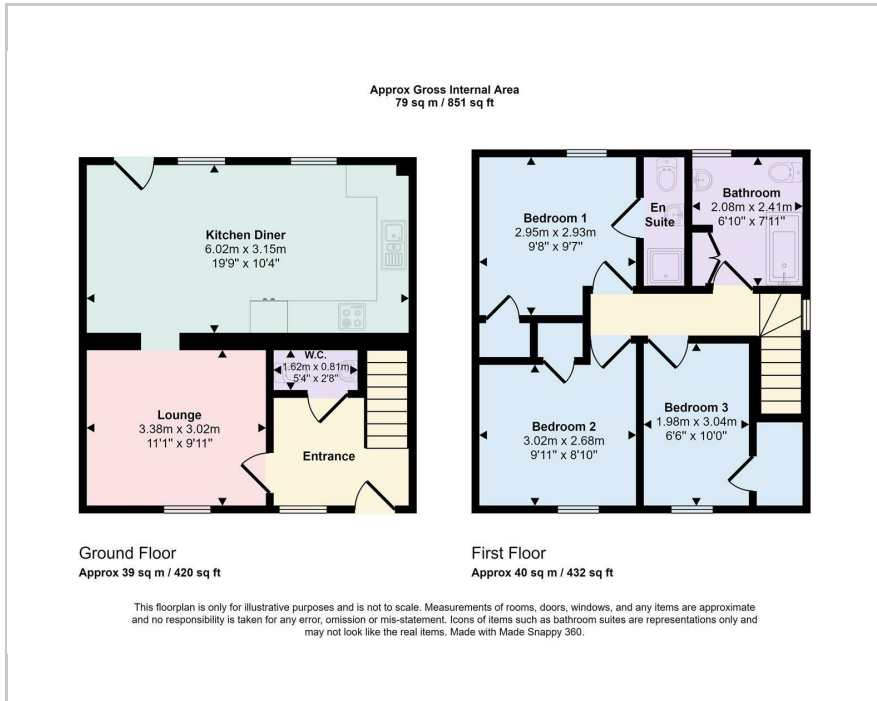 Approx Gross Internal Area
79 sq m / 851 sq ft
Kitchen Diner
6.02m x 3.15m
19'9" x 10'4"
W.C.
1.62m x 0.81m
5'4" x 2'8"
Lounge
3.38m x 3.02m
11'1" x 9'11"
Entrance
Ground Floor
Approx 39 sq m / 420 sq ft
Bedroom 1
2.95m x 2.93m
9'8" x 9'7"
En
Suite
Bathroom
2.08m x 2.41m
6'10" x 7'11"
Bedroom 2
3.02m x 2.68m
9'11" x 8'10"
Bedroom 3
1.98m x 3.04m
6'6" x 10'0"
First Floor
Approx 40 sq m / 432 sq ft
This floorplan is only for illustrative purposes and is not to scale. Measurements of rooms, doors, windows, and any items are approximate
and no responsibility is taken for any error, omission or mis-statement. Icons of items such as bathroom suites are representations only and
may not look like the real items. Made with Made Snappy 360.